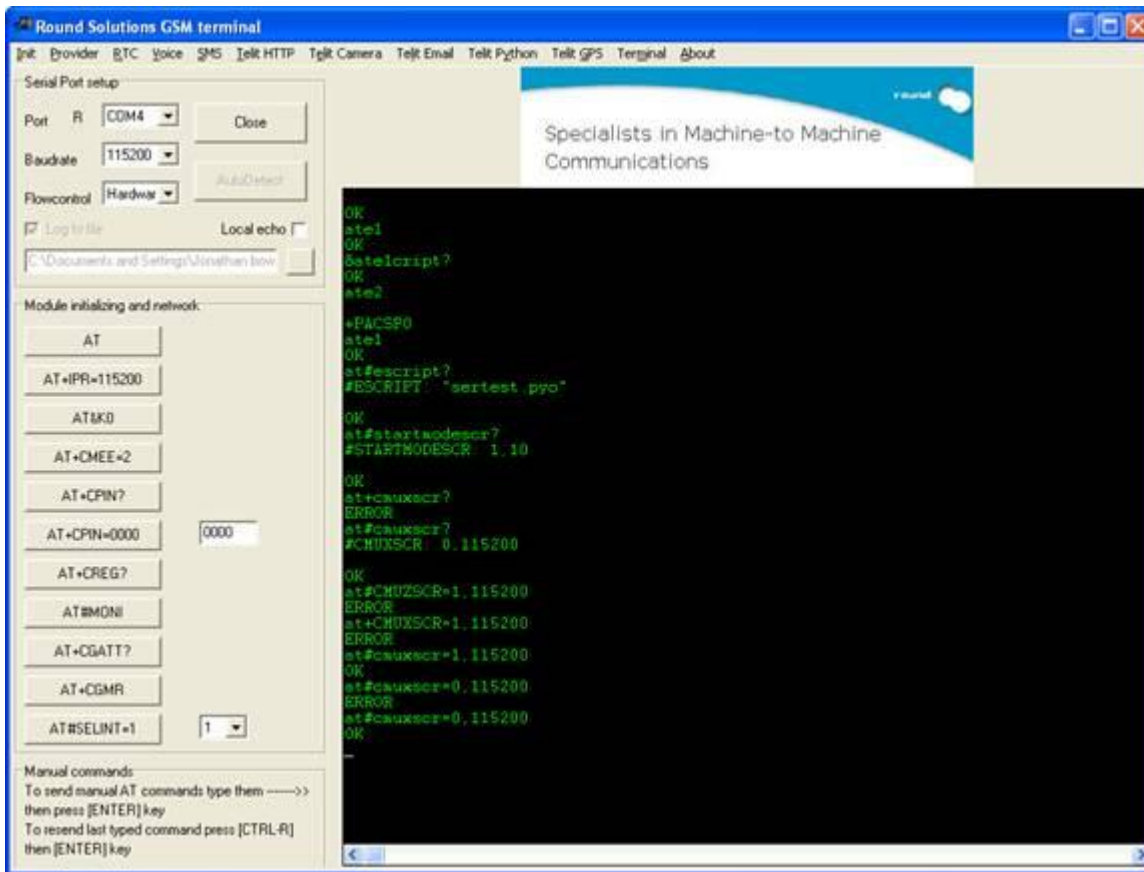 Round Solutions GSM terminal
Init Provider RTC Voice SMS Telit HTTP Telit Camera Telit Email Telit Python Telit GPS Terminal About
Serial Port setup
Port R COM4 Close
Baudrate 115200
AutoDetect
Flowcontrol Hardwar
Log to file Local echo
C:\Documents and Settings\Jonathan bow
Module initializing and network
AT
AT+IPR=115200
AT&K0
AT+CMEE=2
AT+CPIN?
AT+CPIN=0000 0000
AT+CREG?
AT#MONI
AT+CGATT?
AT+CGMR
AT#SELINT=1 1
Manual commands
To send manual AT commands type them ------>>
then press [ENTER] key
To resend last typed command press [CTRL-R]
then [ENTER] key
round
Specialists in Machine-to Machine
Communications
OK
ate1
OK
ate2
+PACSP0
ate1
OK
at#escript?
#ESCRIPT: "sertest.pyo"
OK
at#startmodescr?
#STARTMODESCR: 1,10
OK
at+cmuxscr?
ERROR
at#cmuxscr?
#CMUXSCR: 0,115200
OK
at#CMUZSCR=1,115200
ERROR
at+CMUXSCR=1,115200
ERROR
at#cmuxscr=1,115200
OK
at#cmuxscr=0,115200
ERROR
at#cmuxscr=0,115200
OK